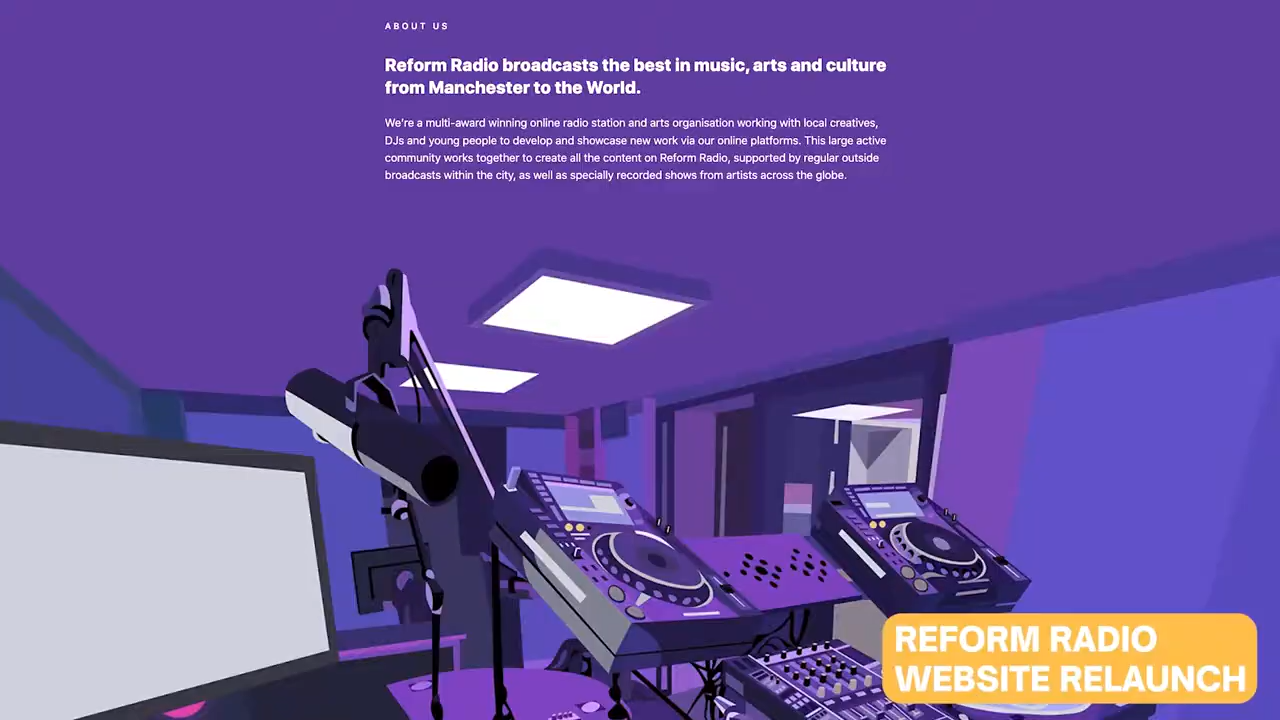 ABOUT US
Reform Radio broadcasts the best in music, arts and culture
from Manchester to the World.
We're a multi-award winning online radio station and arts organisation working with local creatives,
DJs and young people to develop and showcase new work via our online platforms. This large active
community works together to create all the content on Reform Radio, supported by regular outside
broadcasts within the city, as well as specially recorded shows from artists across the globe.
REFORM RADIO
WEBSITE RELAUNCH